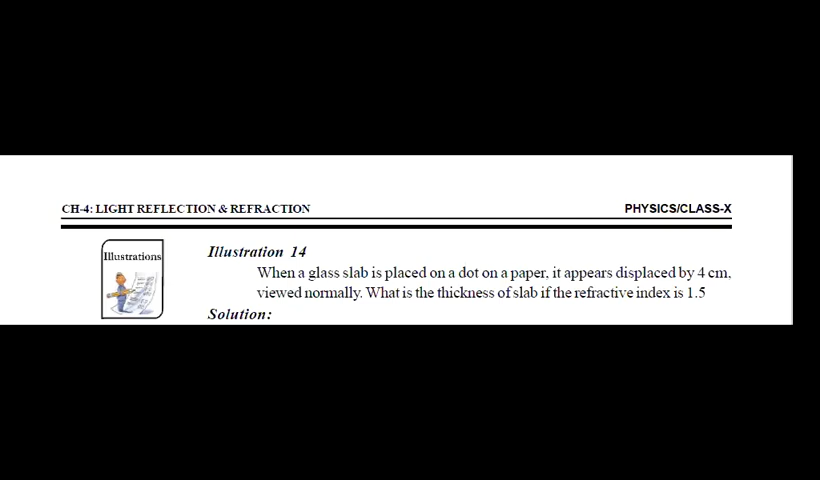 CH-4: LIGHT REFLECTION & REFRACTION
PHYSICS/CLASS-X
Illustrations
Illustration 14
When a glass slab is placed on a dot on a paper, it appears displaced by 4 cm,
viewed normally. What is the thickness of slab if the refractive index is 1.5
Solution: